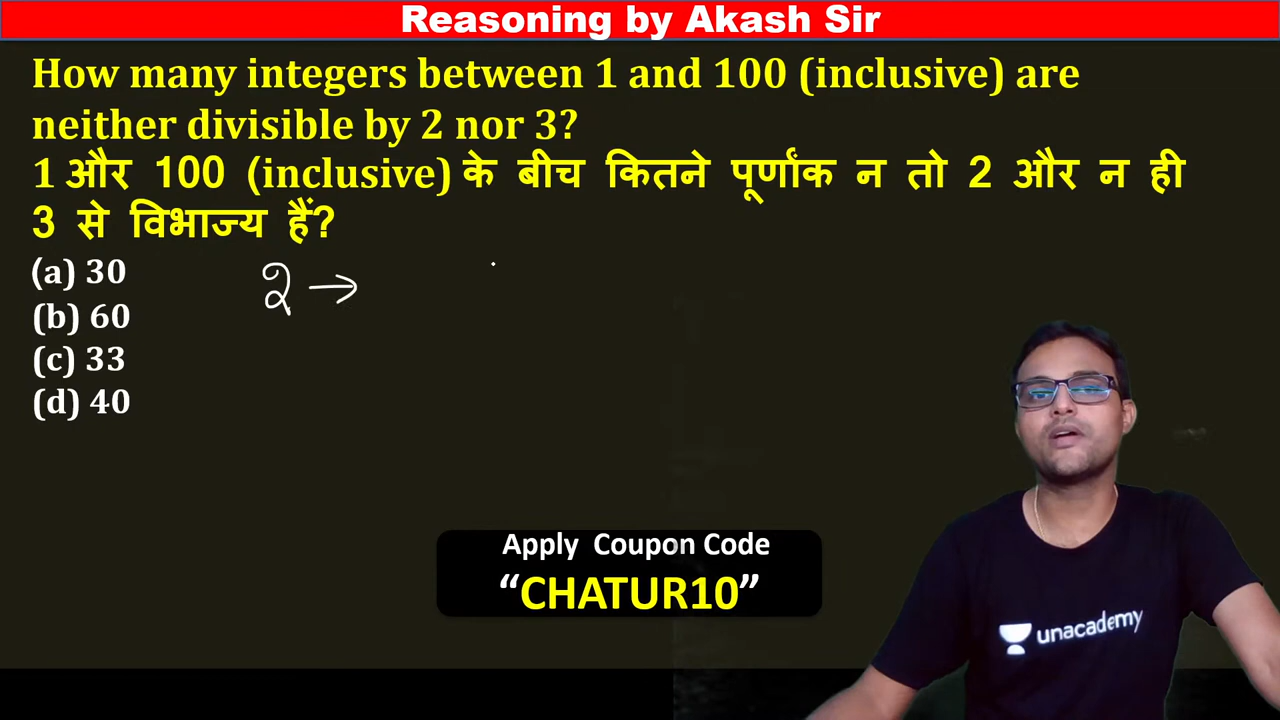 Reasoning by Akash Sir
How many integers between 1 and 100 (inclusive) are
neither divisible by 2 nor 3?
1 और 100 (inclusive) के बीच कितने पूर्णांक न तो 2 और न ही
3 से विभाज्य हैं?
(a) 30
2 →
(b) 60
(c) 33
(d) 40
Apply Coupon Code
“CHATUR10”
unacademy